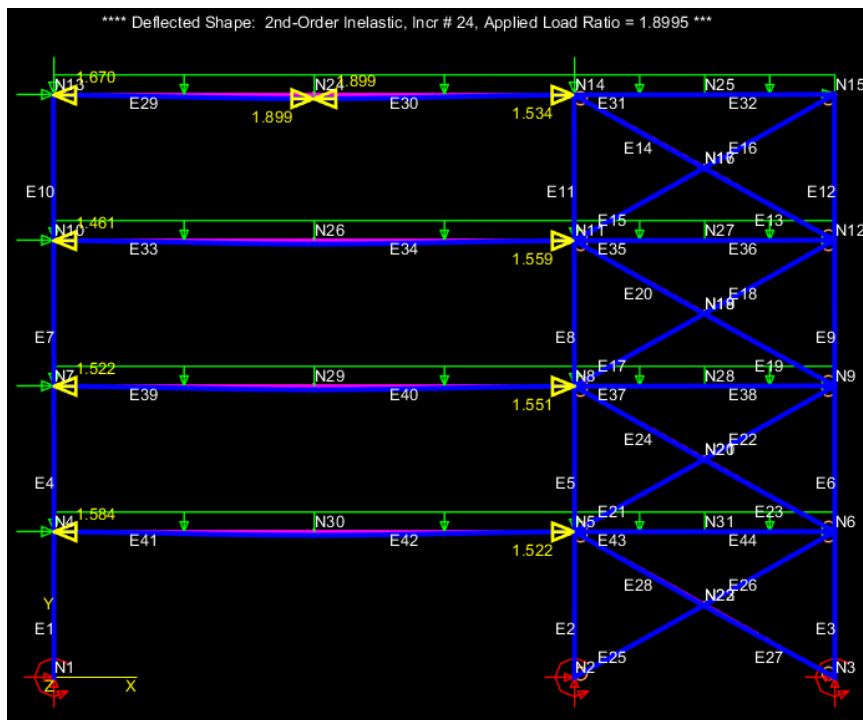 **** Deflected Shape: 2nd-Order Inelastic, Incr # 24, Applied Load Ratio = 1.8995 ***
1.670 1.899
N13 N24 N14 N25 N15
E29 E30 E31 E32
1.899 1.534
E14 E16
N16
E10 E11 E12
1.461 E15 E13
N10 N26 N11 N27 N12
E33 E34 E35 E36
1.559
E20 E18
E7 E8 E9
1.522 E17 E19
N7 N29 N8 N28 N9
E39 E40 E37 E38
1.551
E24 E22
E4 E5 E6
1.584 E21 E23
N4 N30 N5 N31 N6
E41 E42 E43 E44
1.522
E28 E26
Y
E1 E2 E3
E25 E27
N1 N2 N3
Z X